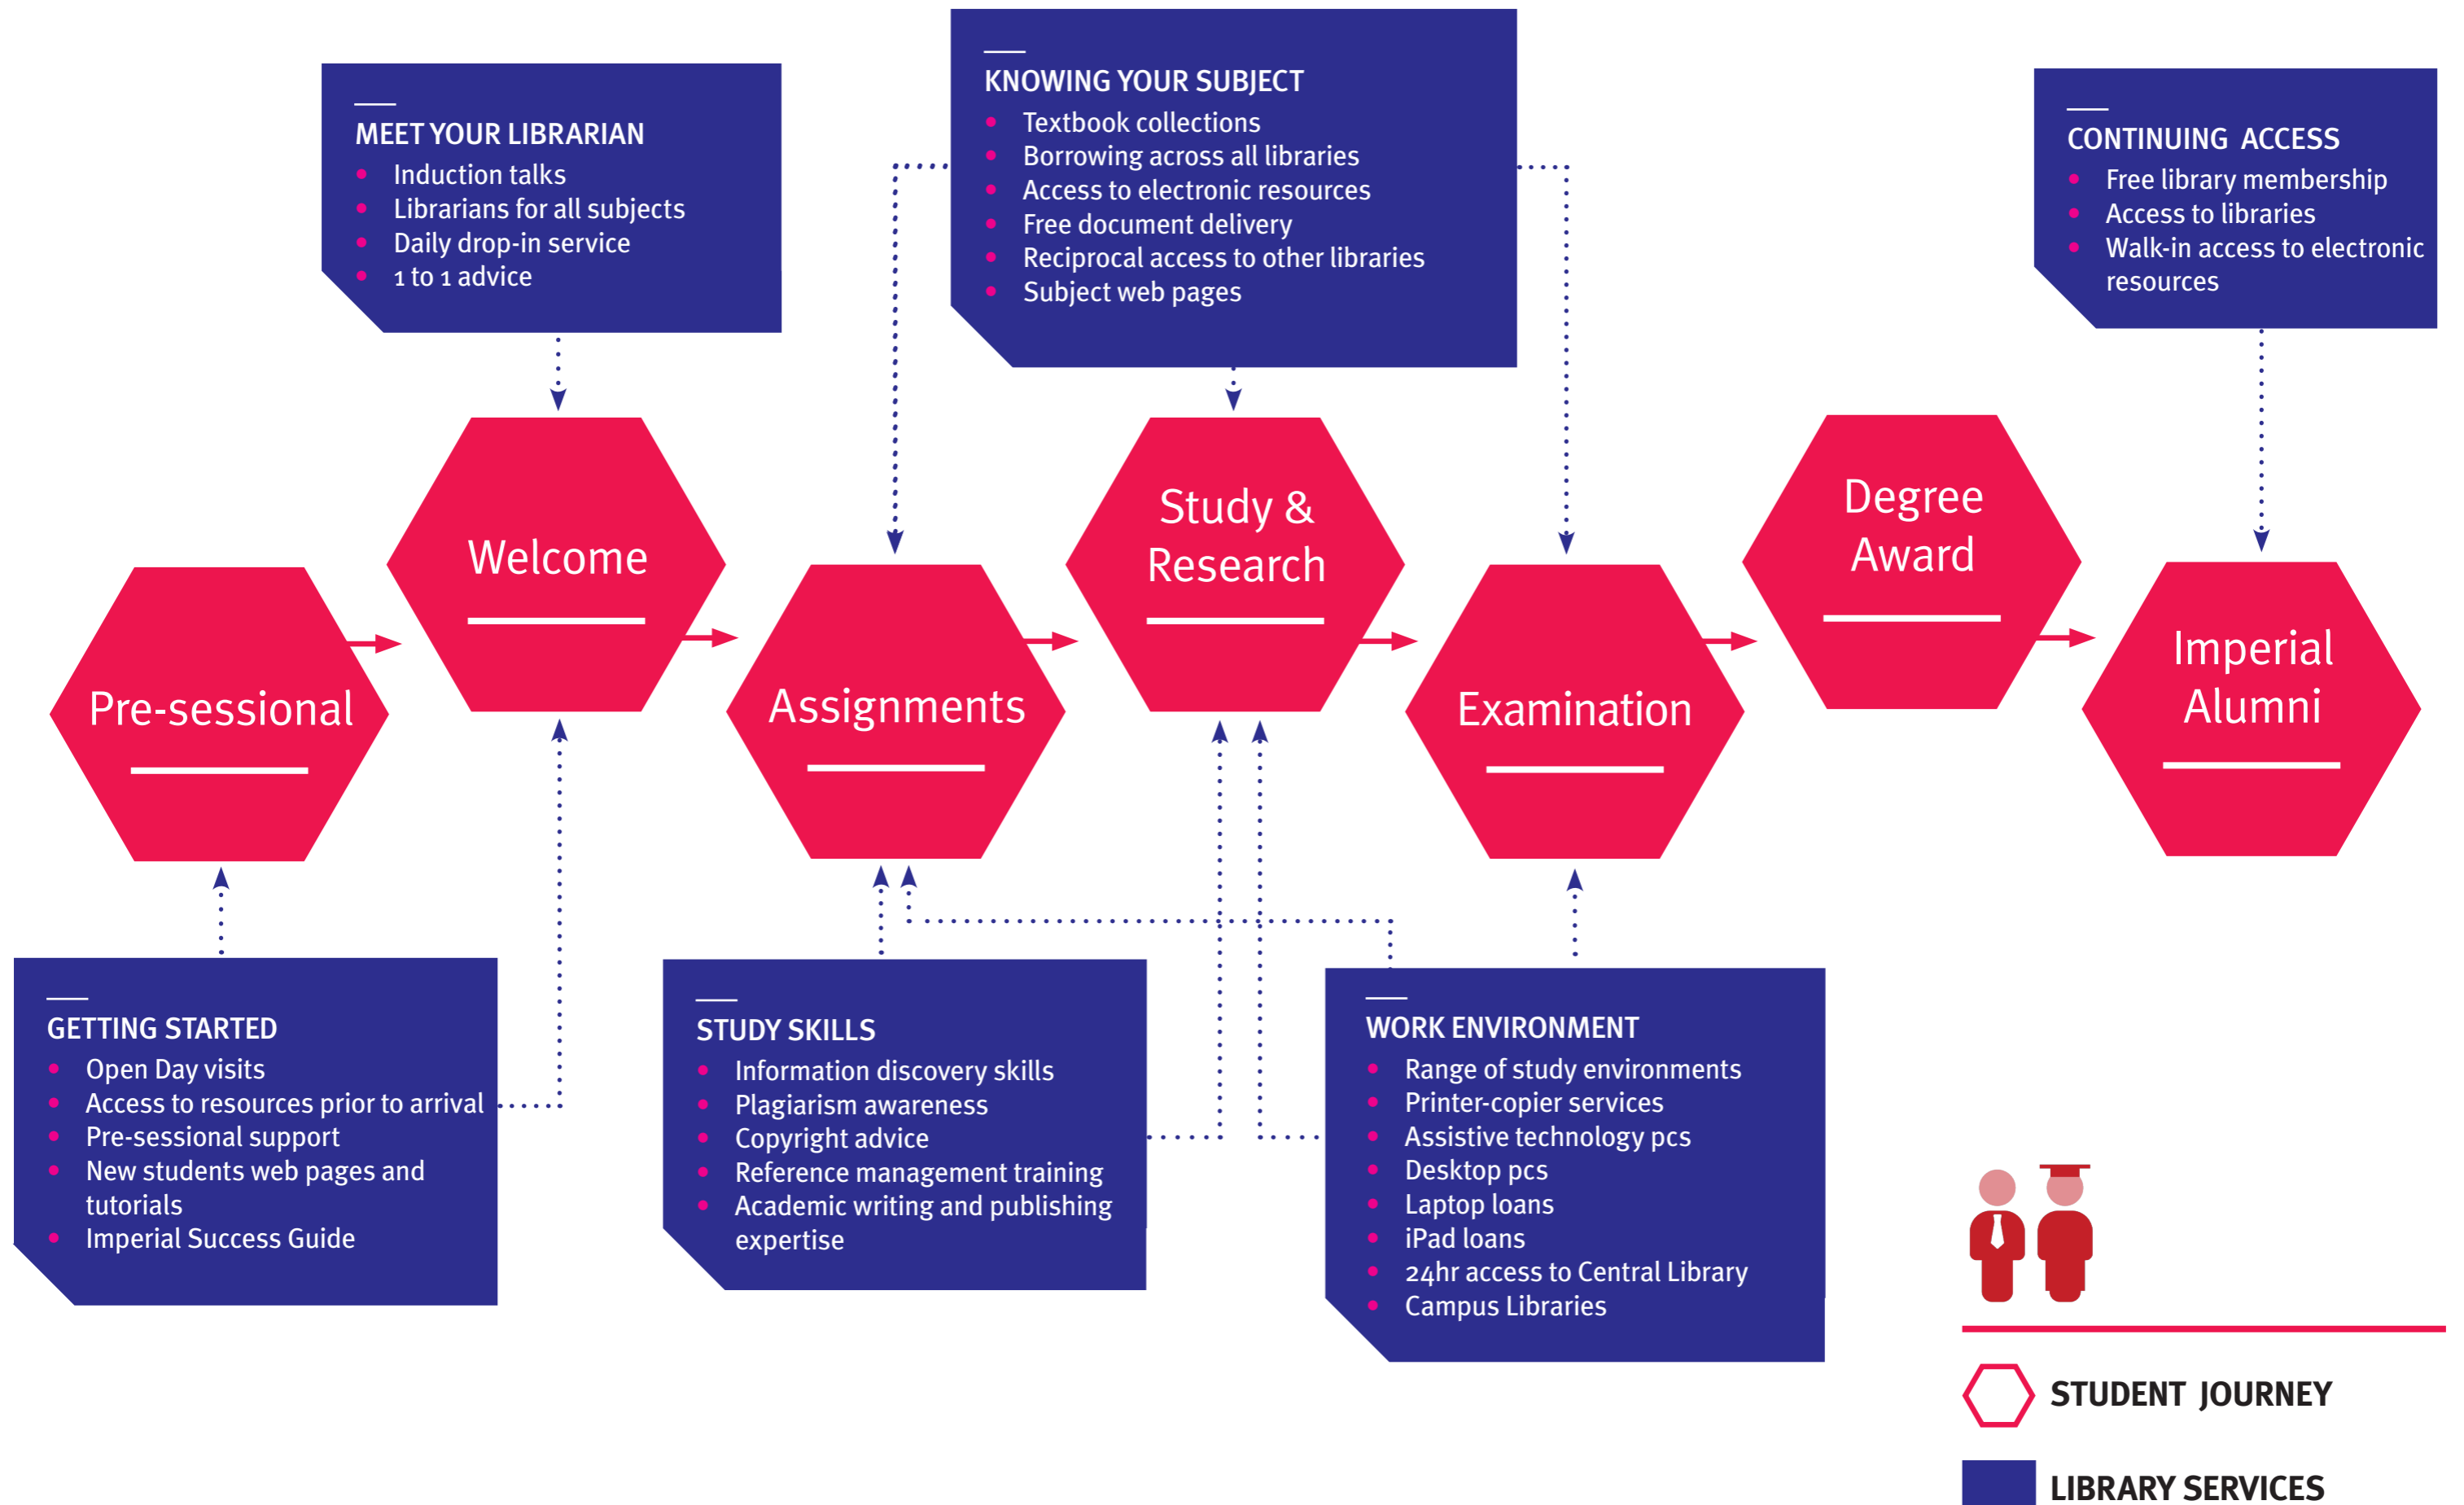 KNOWING YOUR SUBJECT
Textbook collections
Borrowing across all libraries
Access to electronic resources
Free document delivery
Reciprocal access to other libraries
Subject web pages
MEET YOUR LIBRARIAN
Induction talks
Librarians for all subjects
Daily drop-in service
1 to 1 advice
CONTINUING ACCESS
Free library membership
Access to libraries
Walk-in access to electronic
resources
Pre-sessional
Welcome
Assignments
Study &
Research
Examination
Degree
Award
Imperial
Alumni
GETTING STARTED
Open Day visits
Access to resources prior to arrival
Pre-sessional support
New students web pages and
tutorials
Imperial Success Guide
STUDY SKILLS
Information discovery skills
Plagiarism awareness
Copyright advice
Reference management training
Academic writing and publishing
expertise
WORK ENVIRONMENT
Range of study environments
Printer-copier services
Assistive technology pcs
Desktop pcs
Laptop loans
iPad loans
24hr access to Central Library
Campus Libraries
STUDENT JOURNEY
LIBRARY SERVICES